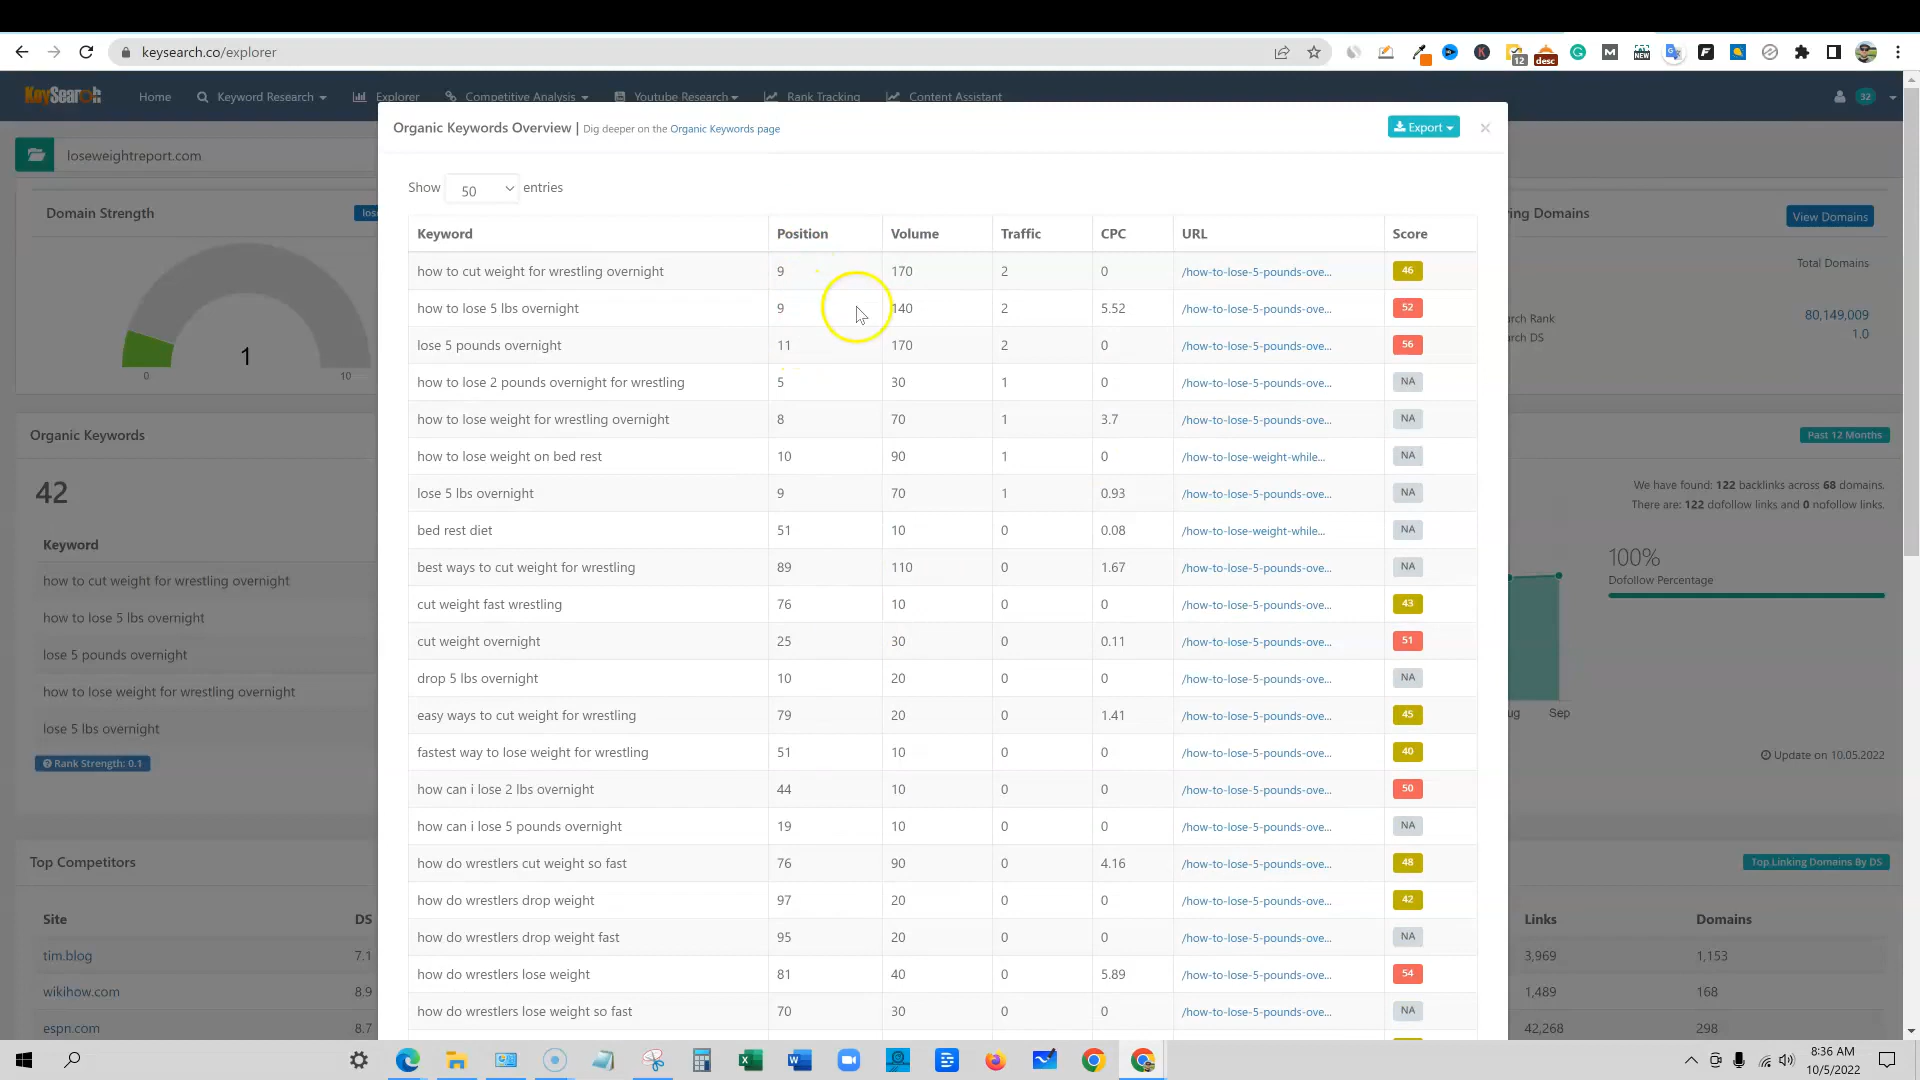 keysearch.co/explorer
12
desc
NEW
KeySearch
Home
Keyword Research
Explorer
Competitive Analysis
Youtube Research
Rank Tracking
Content Assistant
32
loseweightreport.com
Organic Keywords Overview | Dig deeper on the Organic Keywords page
Export
×
Show 50 entries
Keyword Position Volume Traffic CPC URL Score
how to cut weight for wrestling overnight 9 170 2 0 /how-to-lose-5-pounds-ove... 46
how to lose 5 lbs overnight 9 140 2 5.52 /how-to-lose-5-pounds-ove... 52
lose 5 pounds overnight 11 170 2 0 /how-to-lose-5-pounds-ove... 56
how to lose 2 pounds overnight for wrestling 5 30 1 0 /how-to-lose-5-pounds-ove... NA
how to lose weight for wrestling overnight 8 70 1 3.7 /how-to-lose-5-pounds-ove... NA
how to lose weight on bed rest 10 90 1 0 /how-to-lose-weight-while... NA
lose 5 lbs overnight 9 70 1 0.93 /how-to-lose-5-pounds-ove... NA
bed rest diet 51 10 0 0.08 /how-to-lose-weight-while... NA
best ways to cut weight for wrestling 89 110 0 1.67 /how-to-lose-5-pounds-ove... NA
cut weight fast wrestling 76 10 0 0 /how-to-lose-5-pounds-ove... 43
cut weight overnight 25 30 0 0.11 /how-to-lose-5-pounds-ove... 51
drop 5 lbs overnight 10 20 0 0 /how-to-lose-5-pounds-ove... NA
easy ways to cut weight for wrestling 79 20 0 1.41 /how-to-lose-5-pounds-ove... 45
fastest way to lose weight for wrestling 51 10 0 0 /how-to-lose-5-pounds-ove... 40
how can i lose 2 lbs overnight 44 10 0 0 /how-to-lose-5-pounds-ove... 50
how can i lose 5 pounds overnight 19 10 0 0 /how-to-lose-5-pounds-ove... NA
how do wrestlers cut weight so fast 76 90 0 4.16 /how-to-lose-5-pounds-ove... 48
how do wrestlers drop weight 97 20 0 0 /how-to-lose-5-pounds-ove... 42
how do wrestlers drop weight fast 95 20 0 0 /how-to-lose-5-pounds-ove... NA
how do wrestlers lose weight 81 40 0 5.89 /how-to-lose-5-pounds-ove... 54
how do wrestlers lose weight so fast 70 30 0 0 /how-to-lose-5-pounds-ove... NA
Domain Strength
los
1
0 10
Organic Keywords
42
Keyword
how to cut weight for wrestling overnight
how to lose 5 lbs overnight
lose 5 pounds overnight
how to lose weight for wrestling overnight
lose 5 lbs overnight
Rank Strength: 0.1
Top Competitors
Site DS
tim.blog 7.1
wikihow.com 8.9
espn.com 8.7
ring Domains
View Domains
Total Domains
rch Rank 80,149,009
rch DS 1.0
Past 12 Months
We have found: 122 backlinks across 68 domains.
There are: 122 dofollow links and 0 nofollow links.
100%
Dofollow Percentage
ug Sep
Update on 10.05.2022
Top Linking Domains By DS
Links Domains
3,969 1,153
1,489 168
42,268 298
8:36 AM
10/5/2022